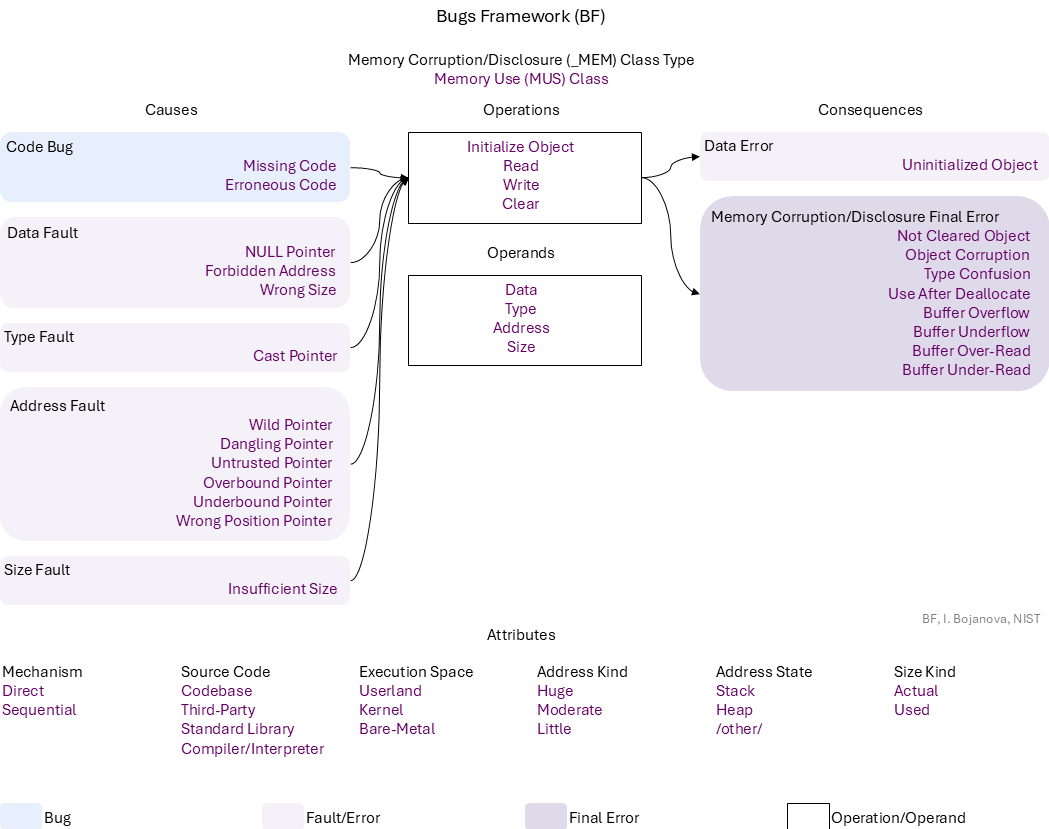 Bugs Framework (BF)
Memory Corruption/Disclosure (_MEM) Class Type
Memory Use (MUS) Class
Causes
Operations
Consequences
Code Bug
Missing Code
Erroneous Code
Data Fault
NULL Pointer
Forbidden Address
Wrong Size
Type Fault
Cast Pointer
Address Fault
Wild Pointer
Dangling Pointer
Untrusted Pointer
Overbound Pointer
Underbound Pointer
Wrong Position Pointer
Size Fault
Insufficient Size
Initialize Object
Read
Write
Clear
Operands
Data
Type
Address
Size
Data Error
Uninitialized Object
Memory Corruption/Disclosure Final Error
Not Cleared Object
Object Corruption
Type Confusion
Use After Deallocate
Buffer Overflow
Buffer Underflow
Buffer Over-Read
Buffer Under-Read
BF, I. Bojanova, NIST
Attributes
Mechanism
Direct
Sequential
Source Code
Codebase
Third-Party
Standard Library
Compiler/Interpreter
Execution Space
Userland
Kernel
Bare-Metal
Address Kind
Huge
Moderate
Little
Address State
Stack
Heap
/other/
Size Kind
Actual
Used
Bug
Fault/Error
Final Error
Operation/Operand